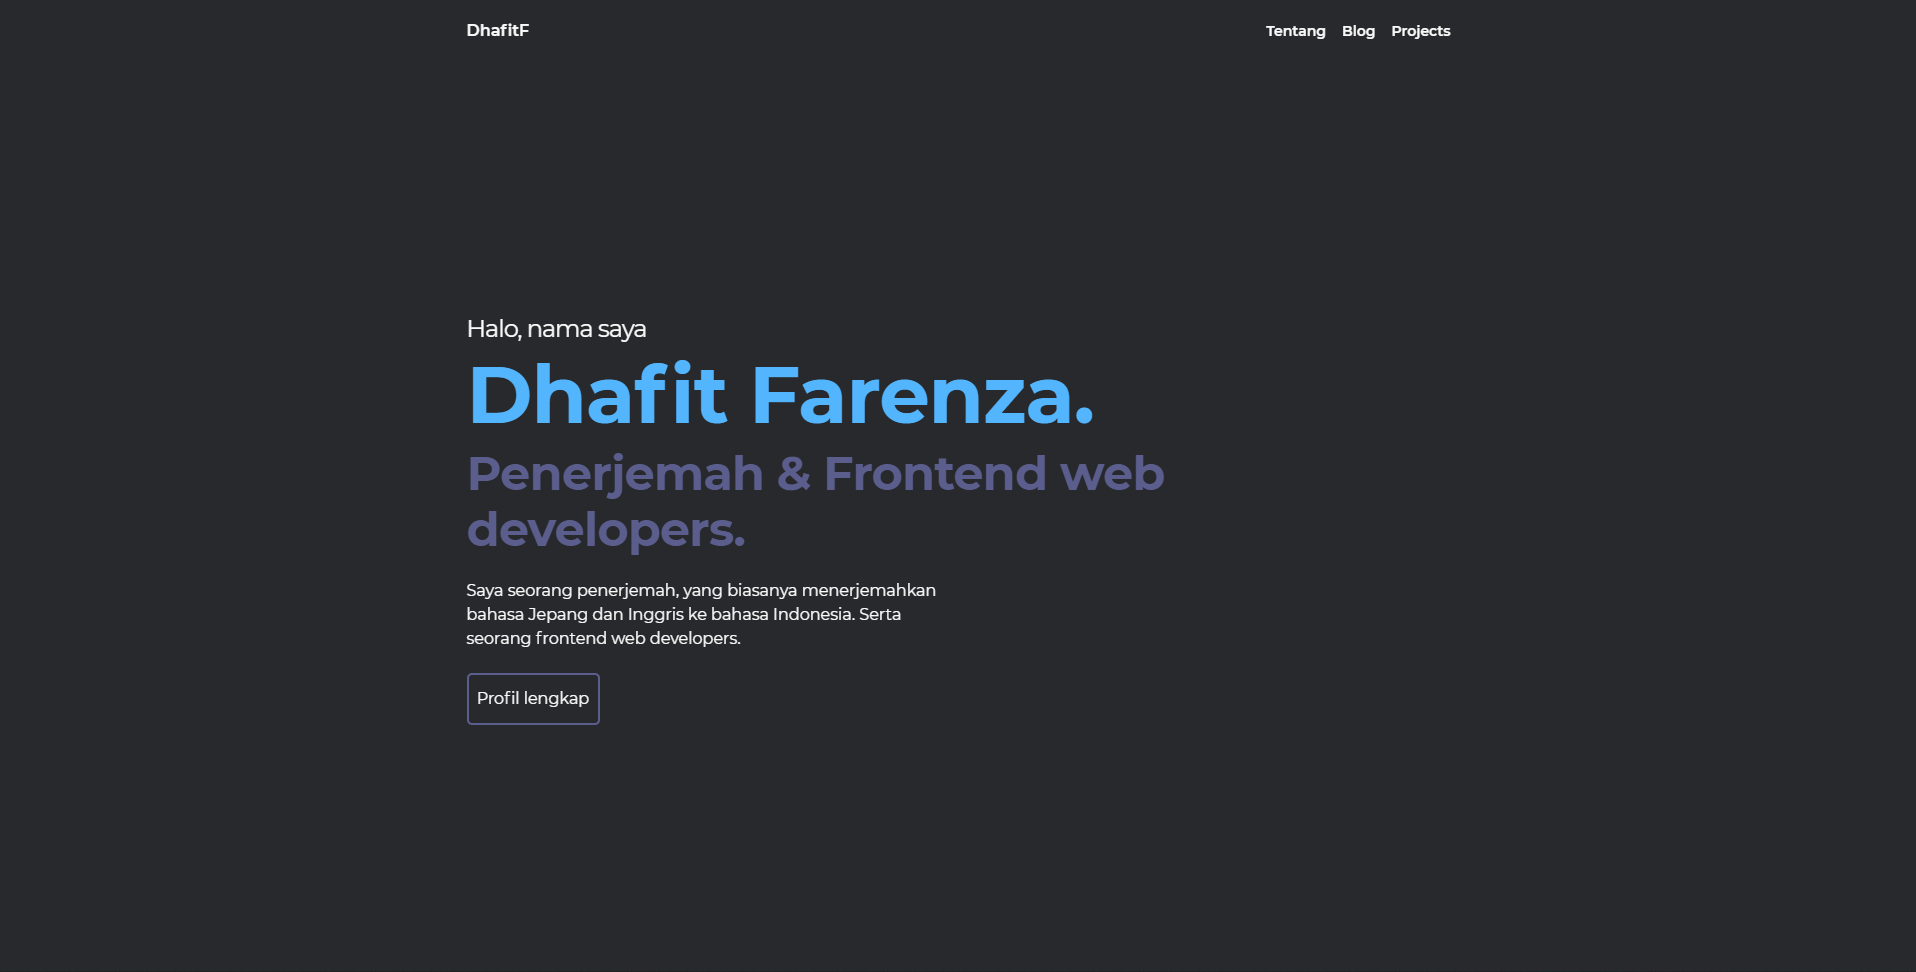 DhafitF
Tentang Blog Projects
Halo, nama saya
Dhafit Farenza.
Penerjemah & Frontend web
developers.
Saya seorang penerjemah, yang biasanya menerjemahkan
bahasa Jepang dan Inggris ke bahasa Indonesia. Serta
seorang frontend web developers.
Profil lengkap